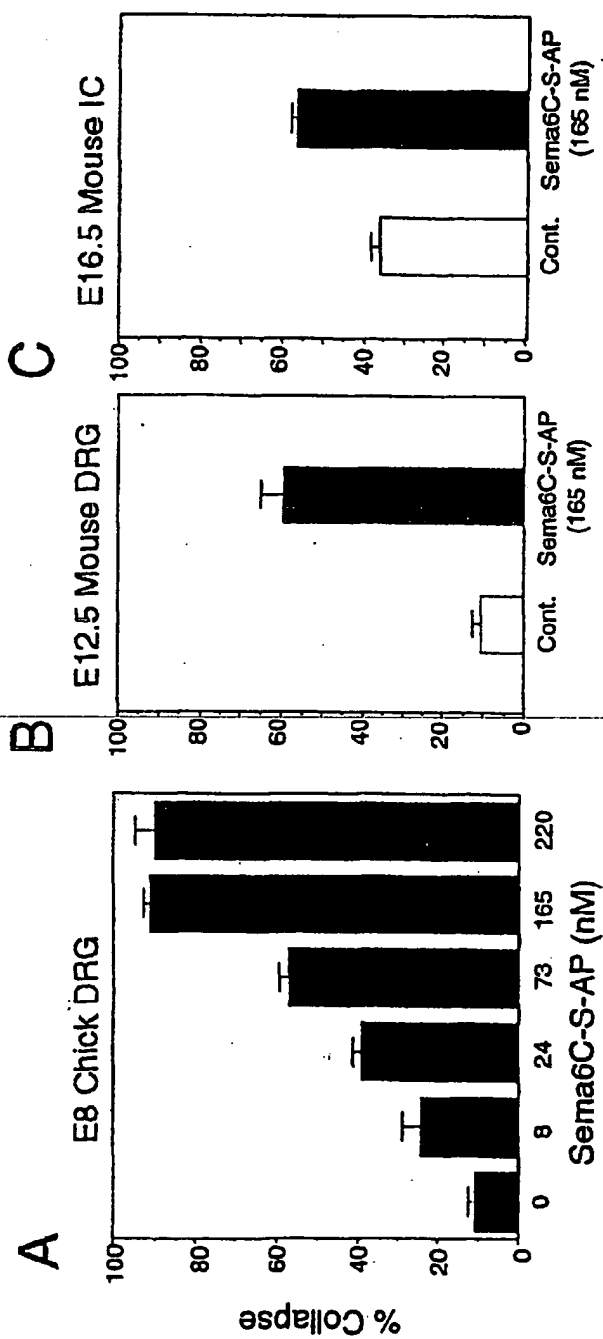 A
E8 Chick DRG
% Collapse
100
80
60
40
20
0
0 8 24 73 165 220
Sema6C-S-AP (nM)
B
E12.5 Mouse DRG
100
80
60
40
20
0
Cont. Sema6C-S-AP
(165 nM)
C
E16.5 Mouse IC
100
80
60
40
20
0
Cont. Sema6C-S-AP
(165 nM)